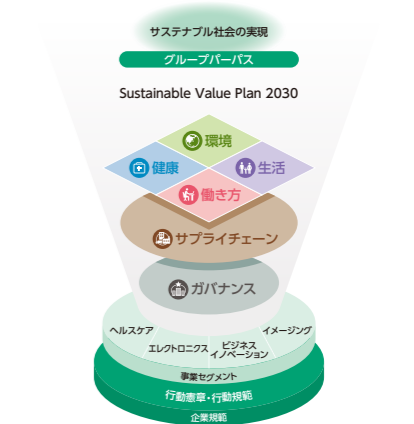 サステナブル社会の実現
グループパーパス
Sustainable Value Plan 2030
環境
健康
生活
働き方
サプライチェーン
ガバナンス
ヘルスケア
エレクトロニクス
ビジネス
イノベーション
イメージング
事業セグメント
行動憲章・行動規範
企業規範